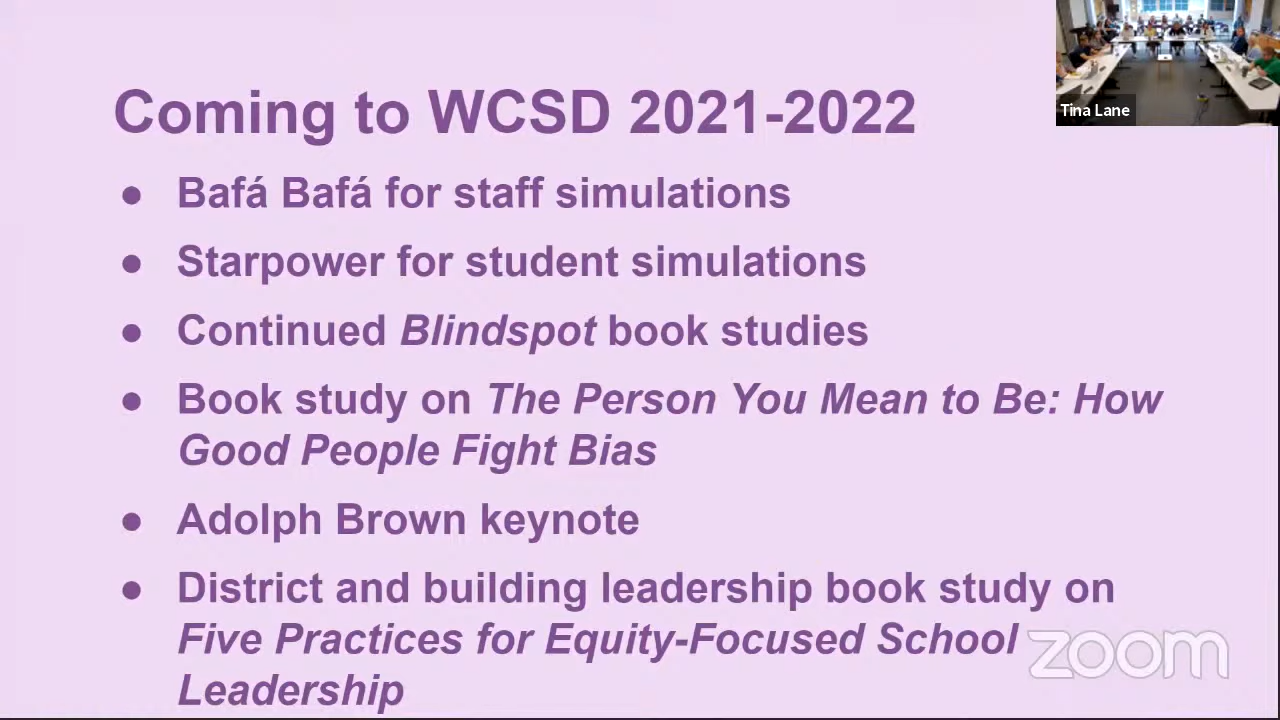 Coming to WCSD 2021-2022
Tina Lane
● Bafá Bafá for staff simulations
● Starpower for student simulations
● Continued Blindspot book studies
● Book study on The Person You Mean to Be: How
Good People Fight Bias
● Adolph Brown keynote
● District and building leadership book study on
Five Practices for Equity-Focused School
Leadership
zoom